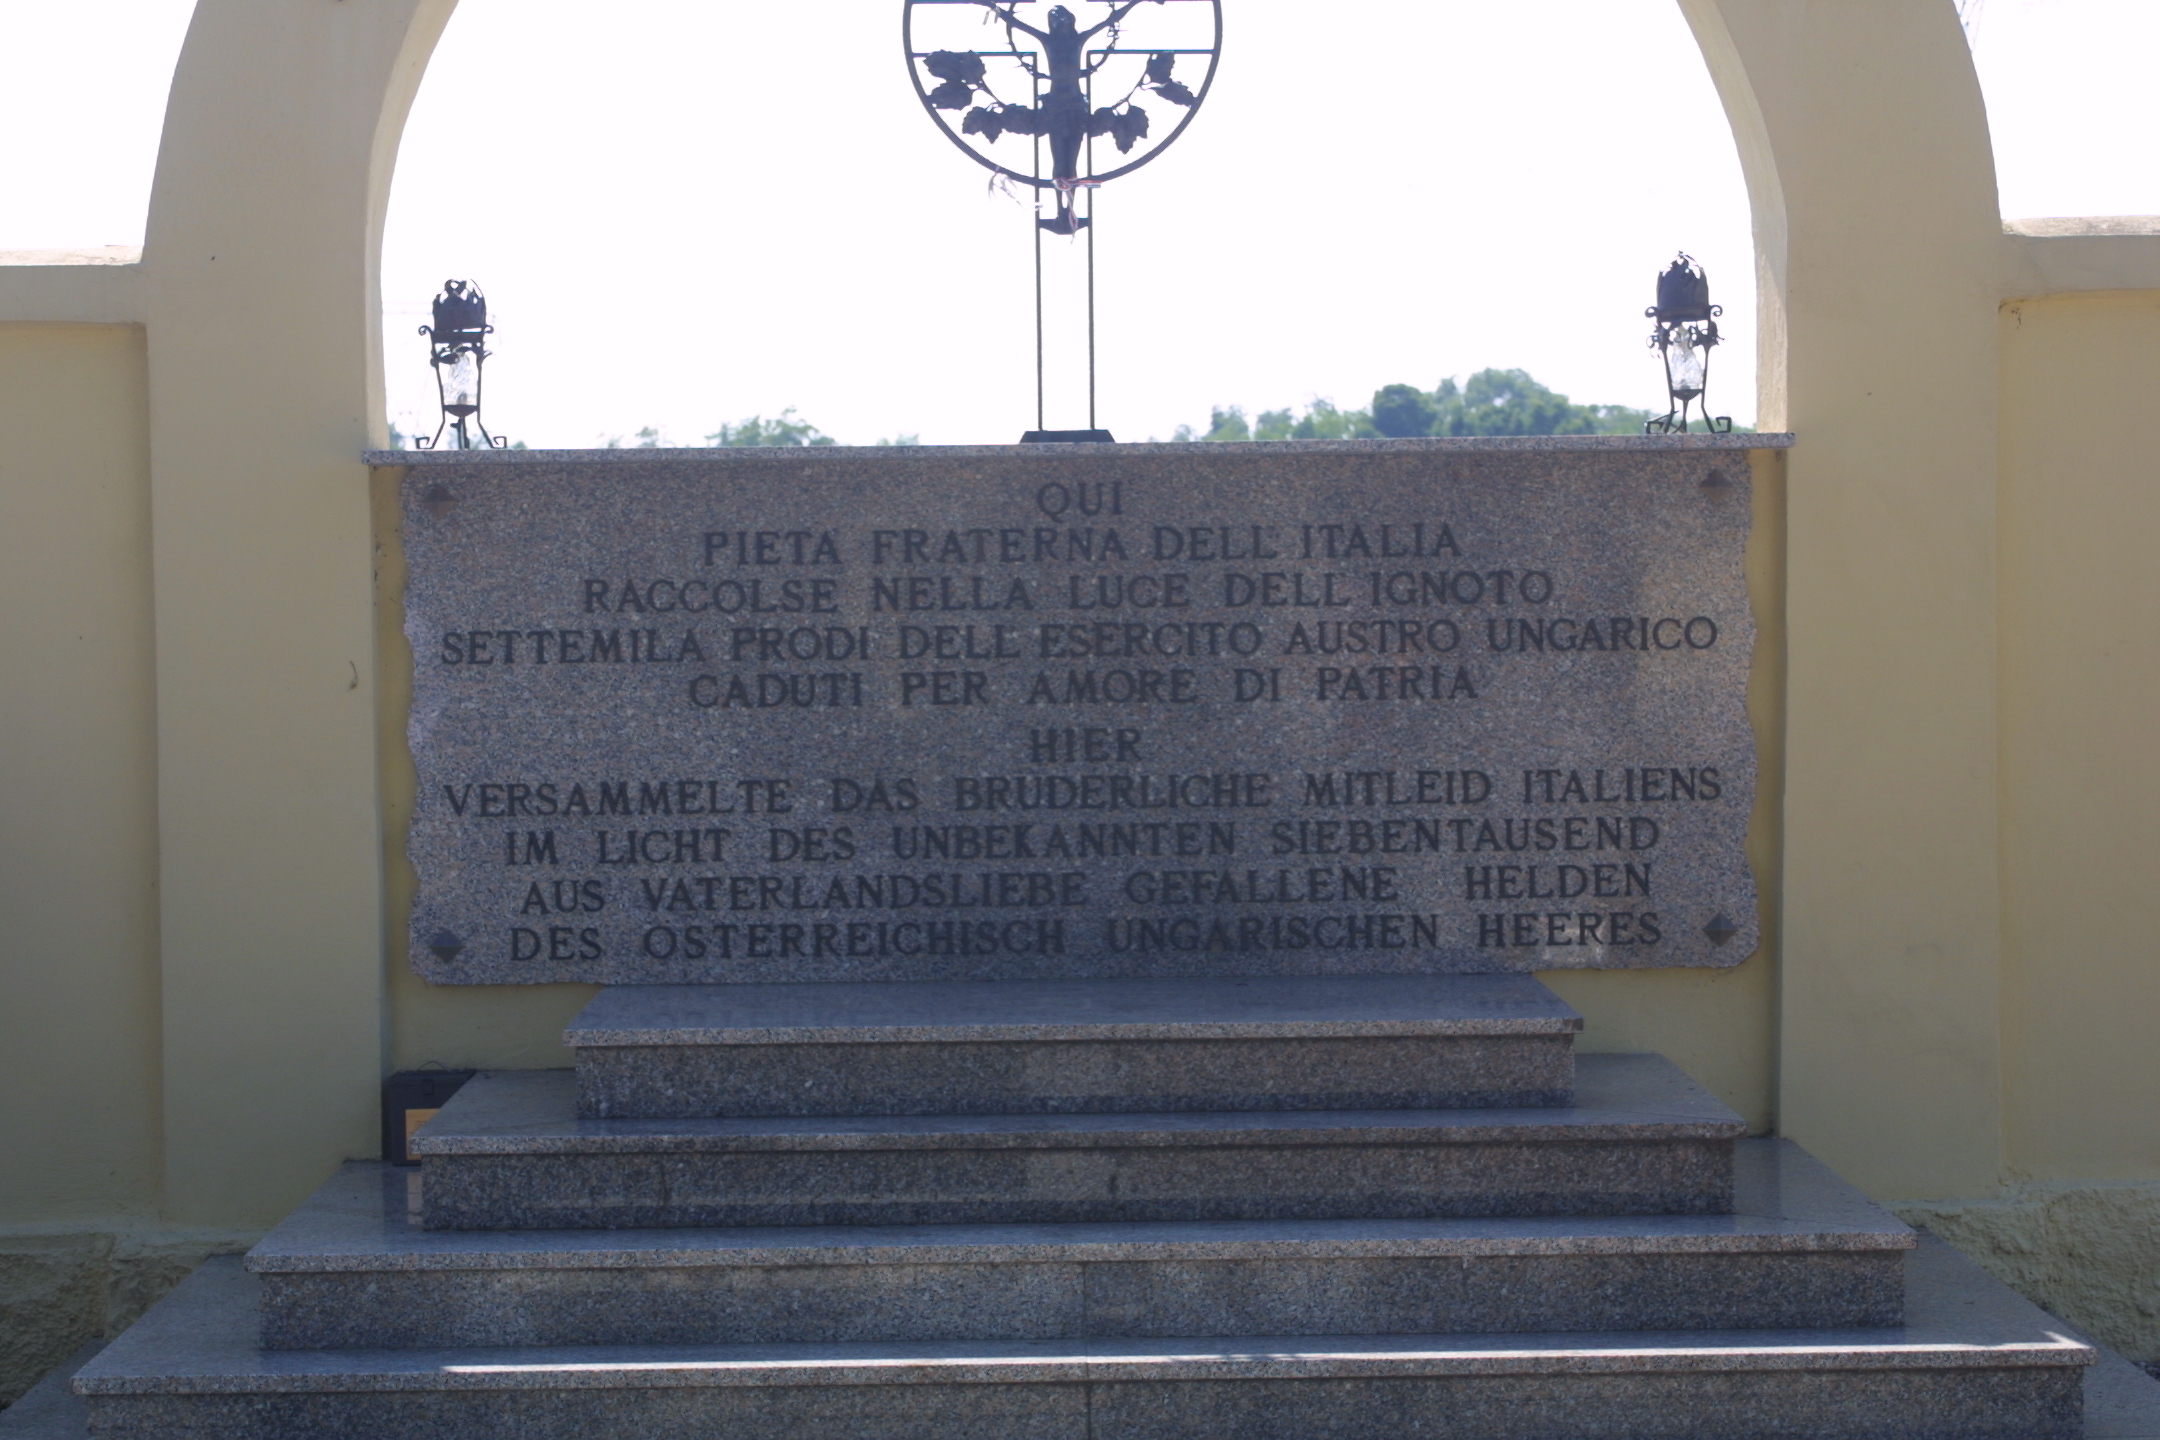 QUI
PIETA FRATERNA DELL'ITALIA
RACCOLSE NELLA LUCE DELL'IGNOTO
SETTEMILA PRODI DELL'ESERCITO AUSTRO UNGARICO
CADUTI PER AMORE DI PATRIA
HIER
VERSAMMELTE DAS BRUDERLICHE MITLEID ITALIENS
IM LICHT DES UNBEKANNTEN SIEBENTAUSEND
AUS VATERLANDSLIEBE GEFALLENE HELDEN
DES OSTERREICHISCH UNGARISCHEN HEERES